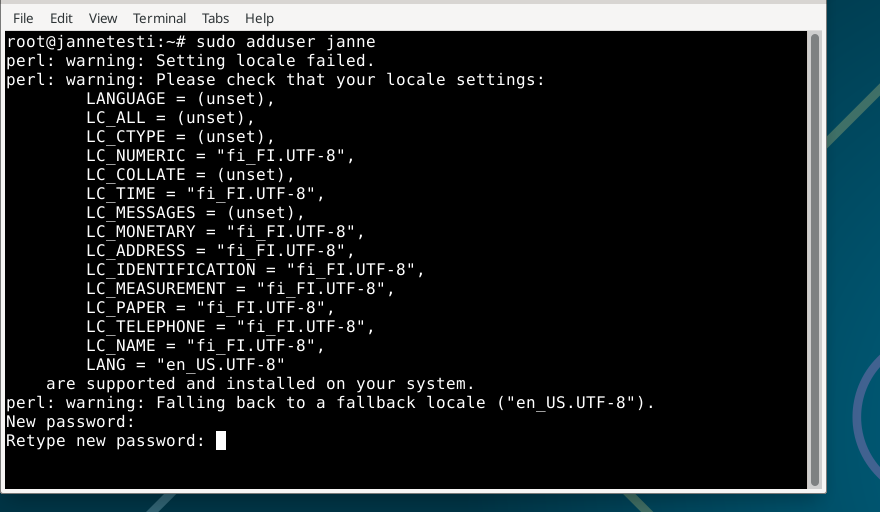 File Edit View Terminal Tabs Help
root@jannetesti:~# sudo adduser janne
perl: warning: Setting locale failed.
perl: warning: Please check that your locale settings:
LANGUAGE = (unset),
LC_ALL = (unset),
LC_CTYPE = (unset),
LC_NUMERIC = "fi_FI.UTF-8",
LC_COLLATE = (unset),
LC_TIME = "fi_FI.UTF-8",
LC_MESSAGES = (unset),
LC_MONETARY = "fi_FI.UTF-8",
LC_ADDRESS = "fi_FI.UTF-8",
LC_IDENTIFICATION = "fi_FI.UTF-8",
LC_MEASUREMENT = "fi_FI.UTF-8",
LC_PAPER = "fi_FI.UTF-8",
LC_TELEPHONE = "fi_FI.UTF-8",
LC_NAME = "fi_FI.UTF-8",
LANG = "en_US.UTF-8"
are supported and installed on your system.
perl: warning: Falling back to a fallback locale ("en_US.UTF-8").
New password:
Retype new password: